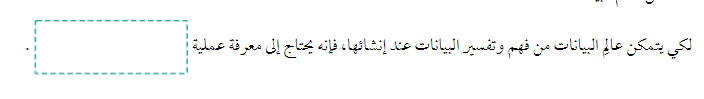 لكي يتمكن عالِم البيانات من فهم وتفسير البيانات عند إنشائها، فإنه يحتاج إلى معرفة عملية .